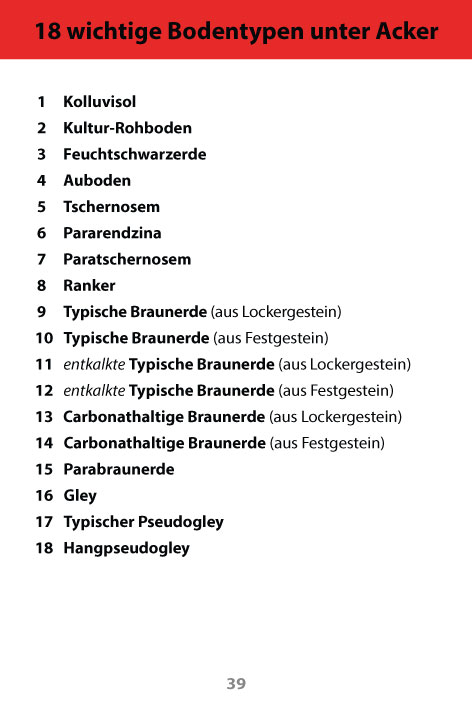 18 wichtige Bodentypen unter Acker
1 Kolluvisol
2 Kultur-Rohboden
3 Feuchtschwarzerde
4 Auboden
5 Tschernosem
6 Pararendzina
7 Paratschernosem
8 Ranker
9 Typische Braunerde (aus Lockergestein)
10 Typische Braunerde (aus Festgestein)
11 entkalkte Typische Braunerde (aus Lockergestein)
12 entkalkte Typische Braunerde (aus Festgestein)
13 Carbonathaltige Braunerde (aus Lockergestein)
14 Carbonathaltige Braunerde (aus Festgestein)
15 Parabraunerde
16 Gley
17 Typischer Pseudogley
18 Hangpseudogley
39